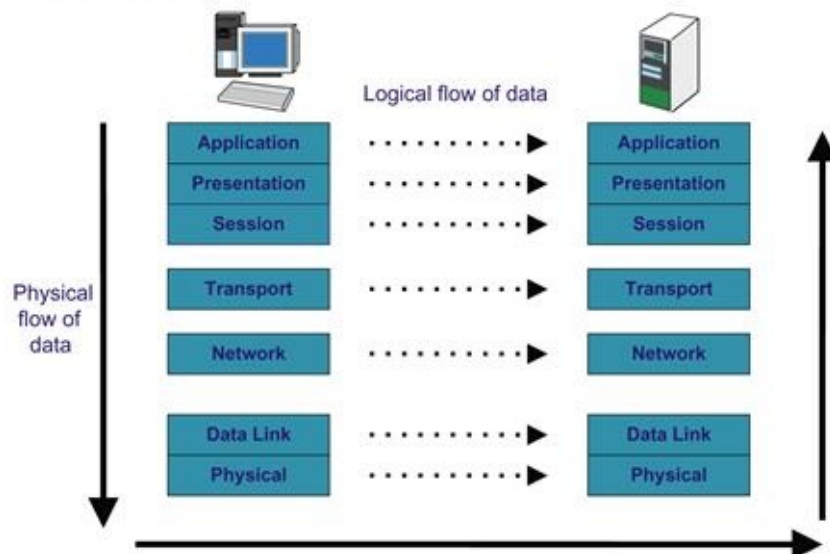 Logical flow of data
Application
Application
Presentation
Presentation
Session
Session
Physical
flow of
data
Transport
Transport
Network
Network
Data Link
Data Link
Physical
Physical